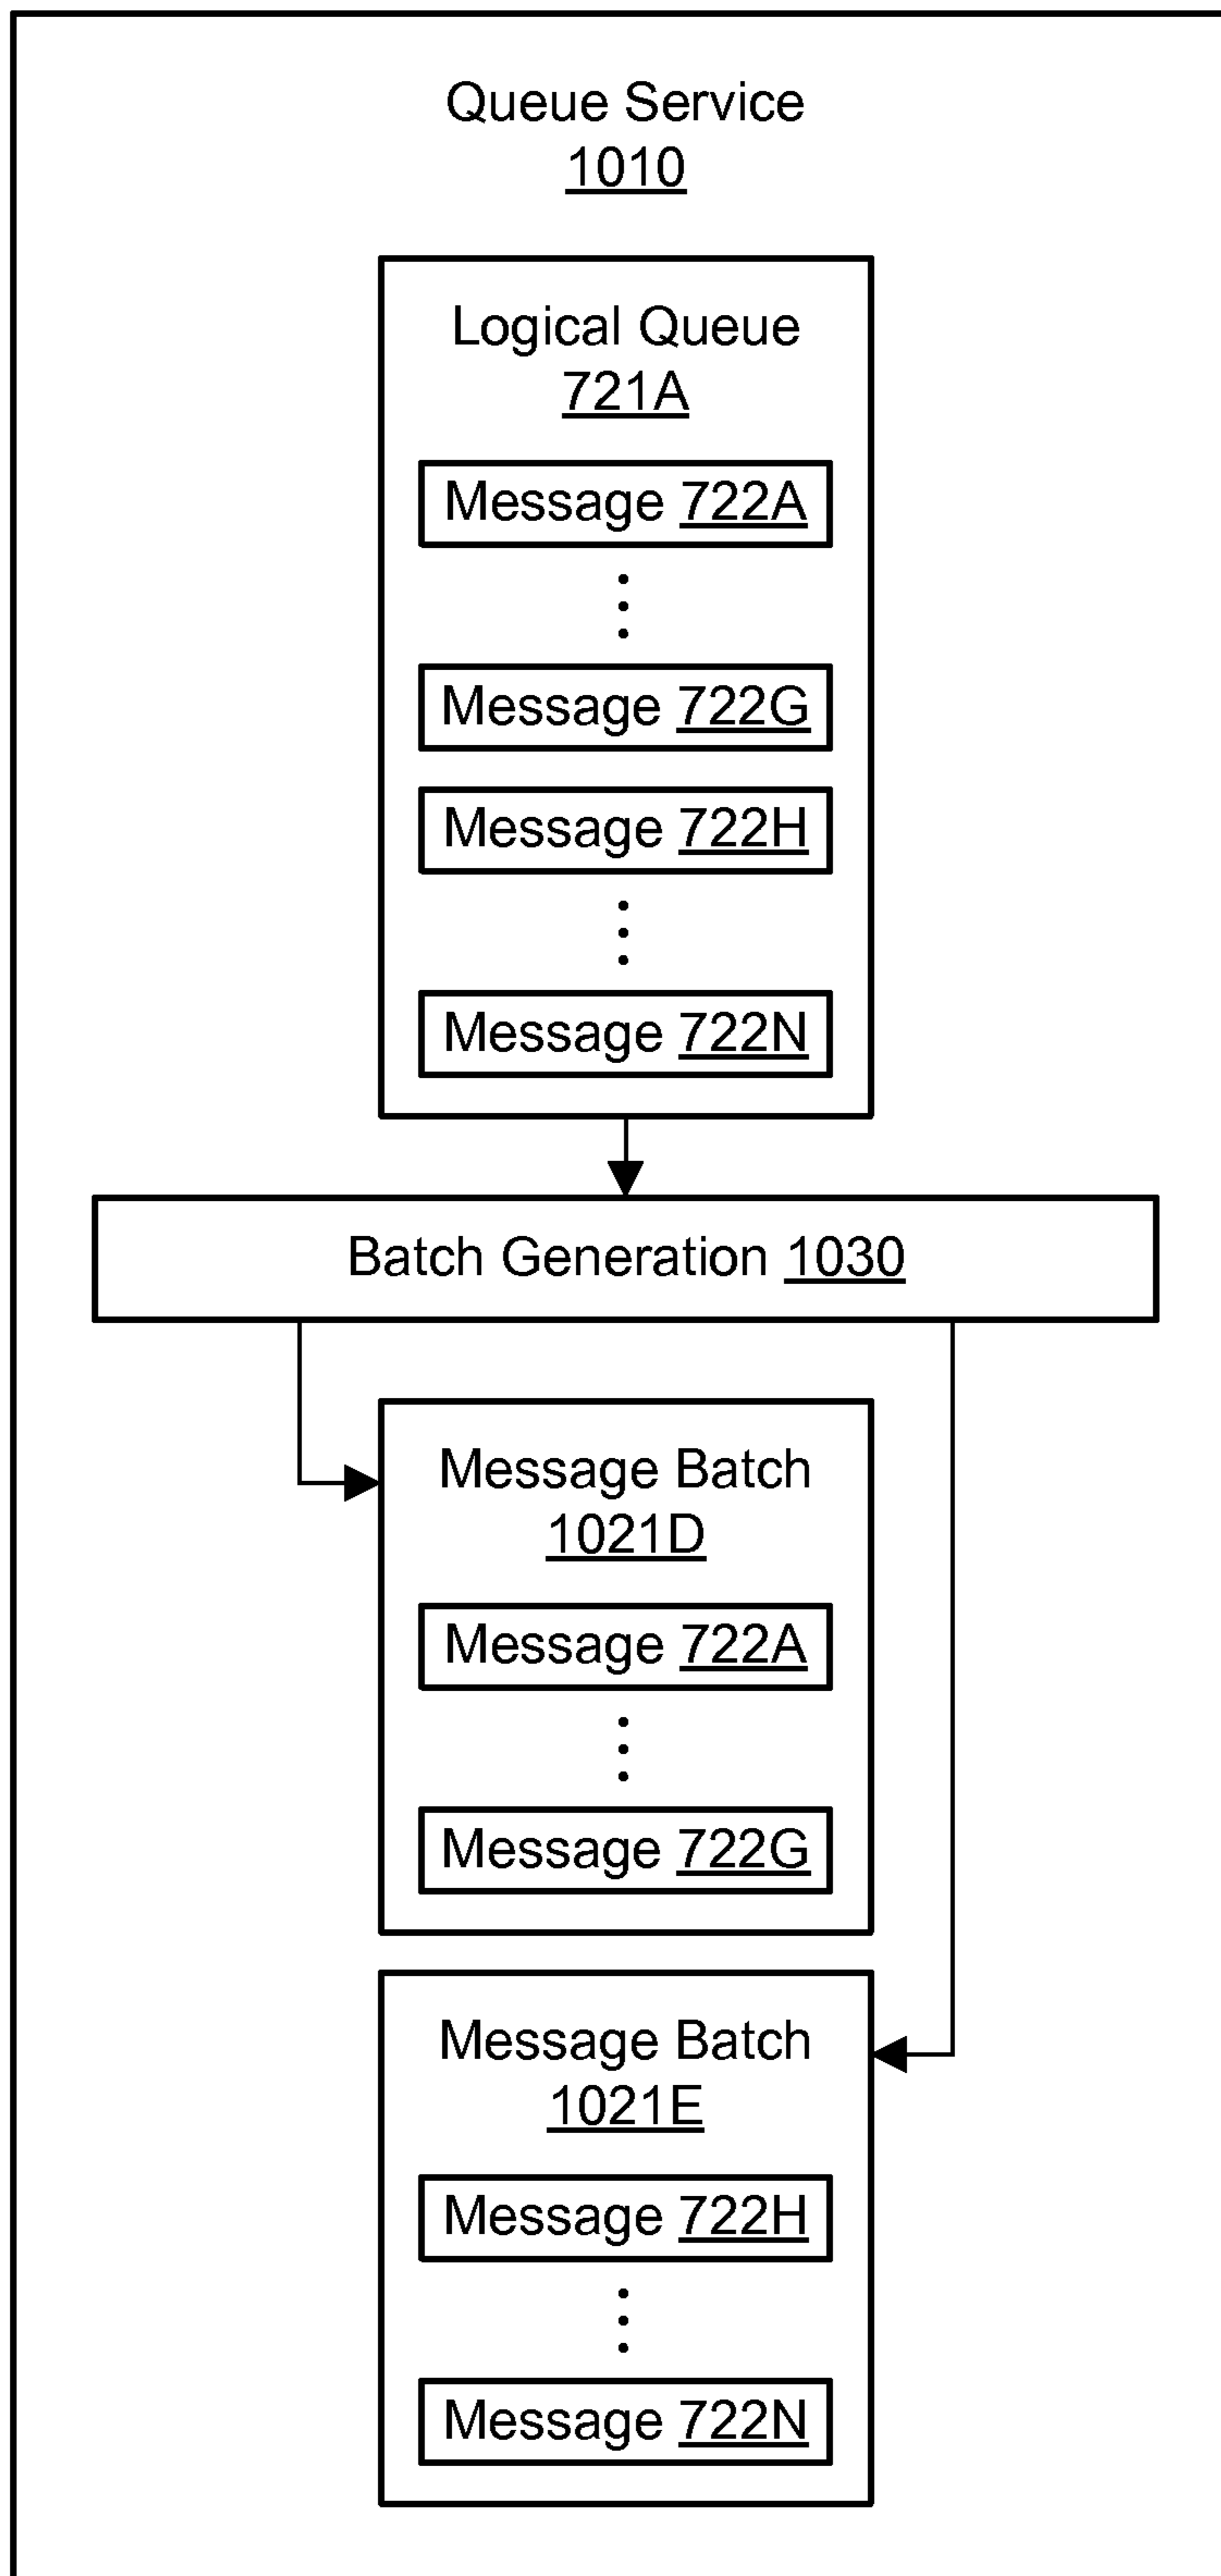 Queue Service
1010
Logical Queue
721A
Message 722A
Message 722G
Message 722H
Message 722N
Batch Generation 1030
Message Batch
1021D
Message 722A
Message 722G
Message Batch
1021E
Message 722H
Message 722N